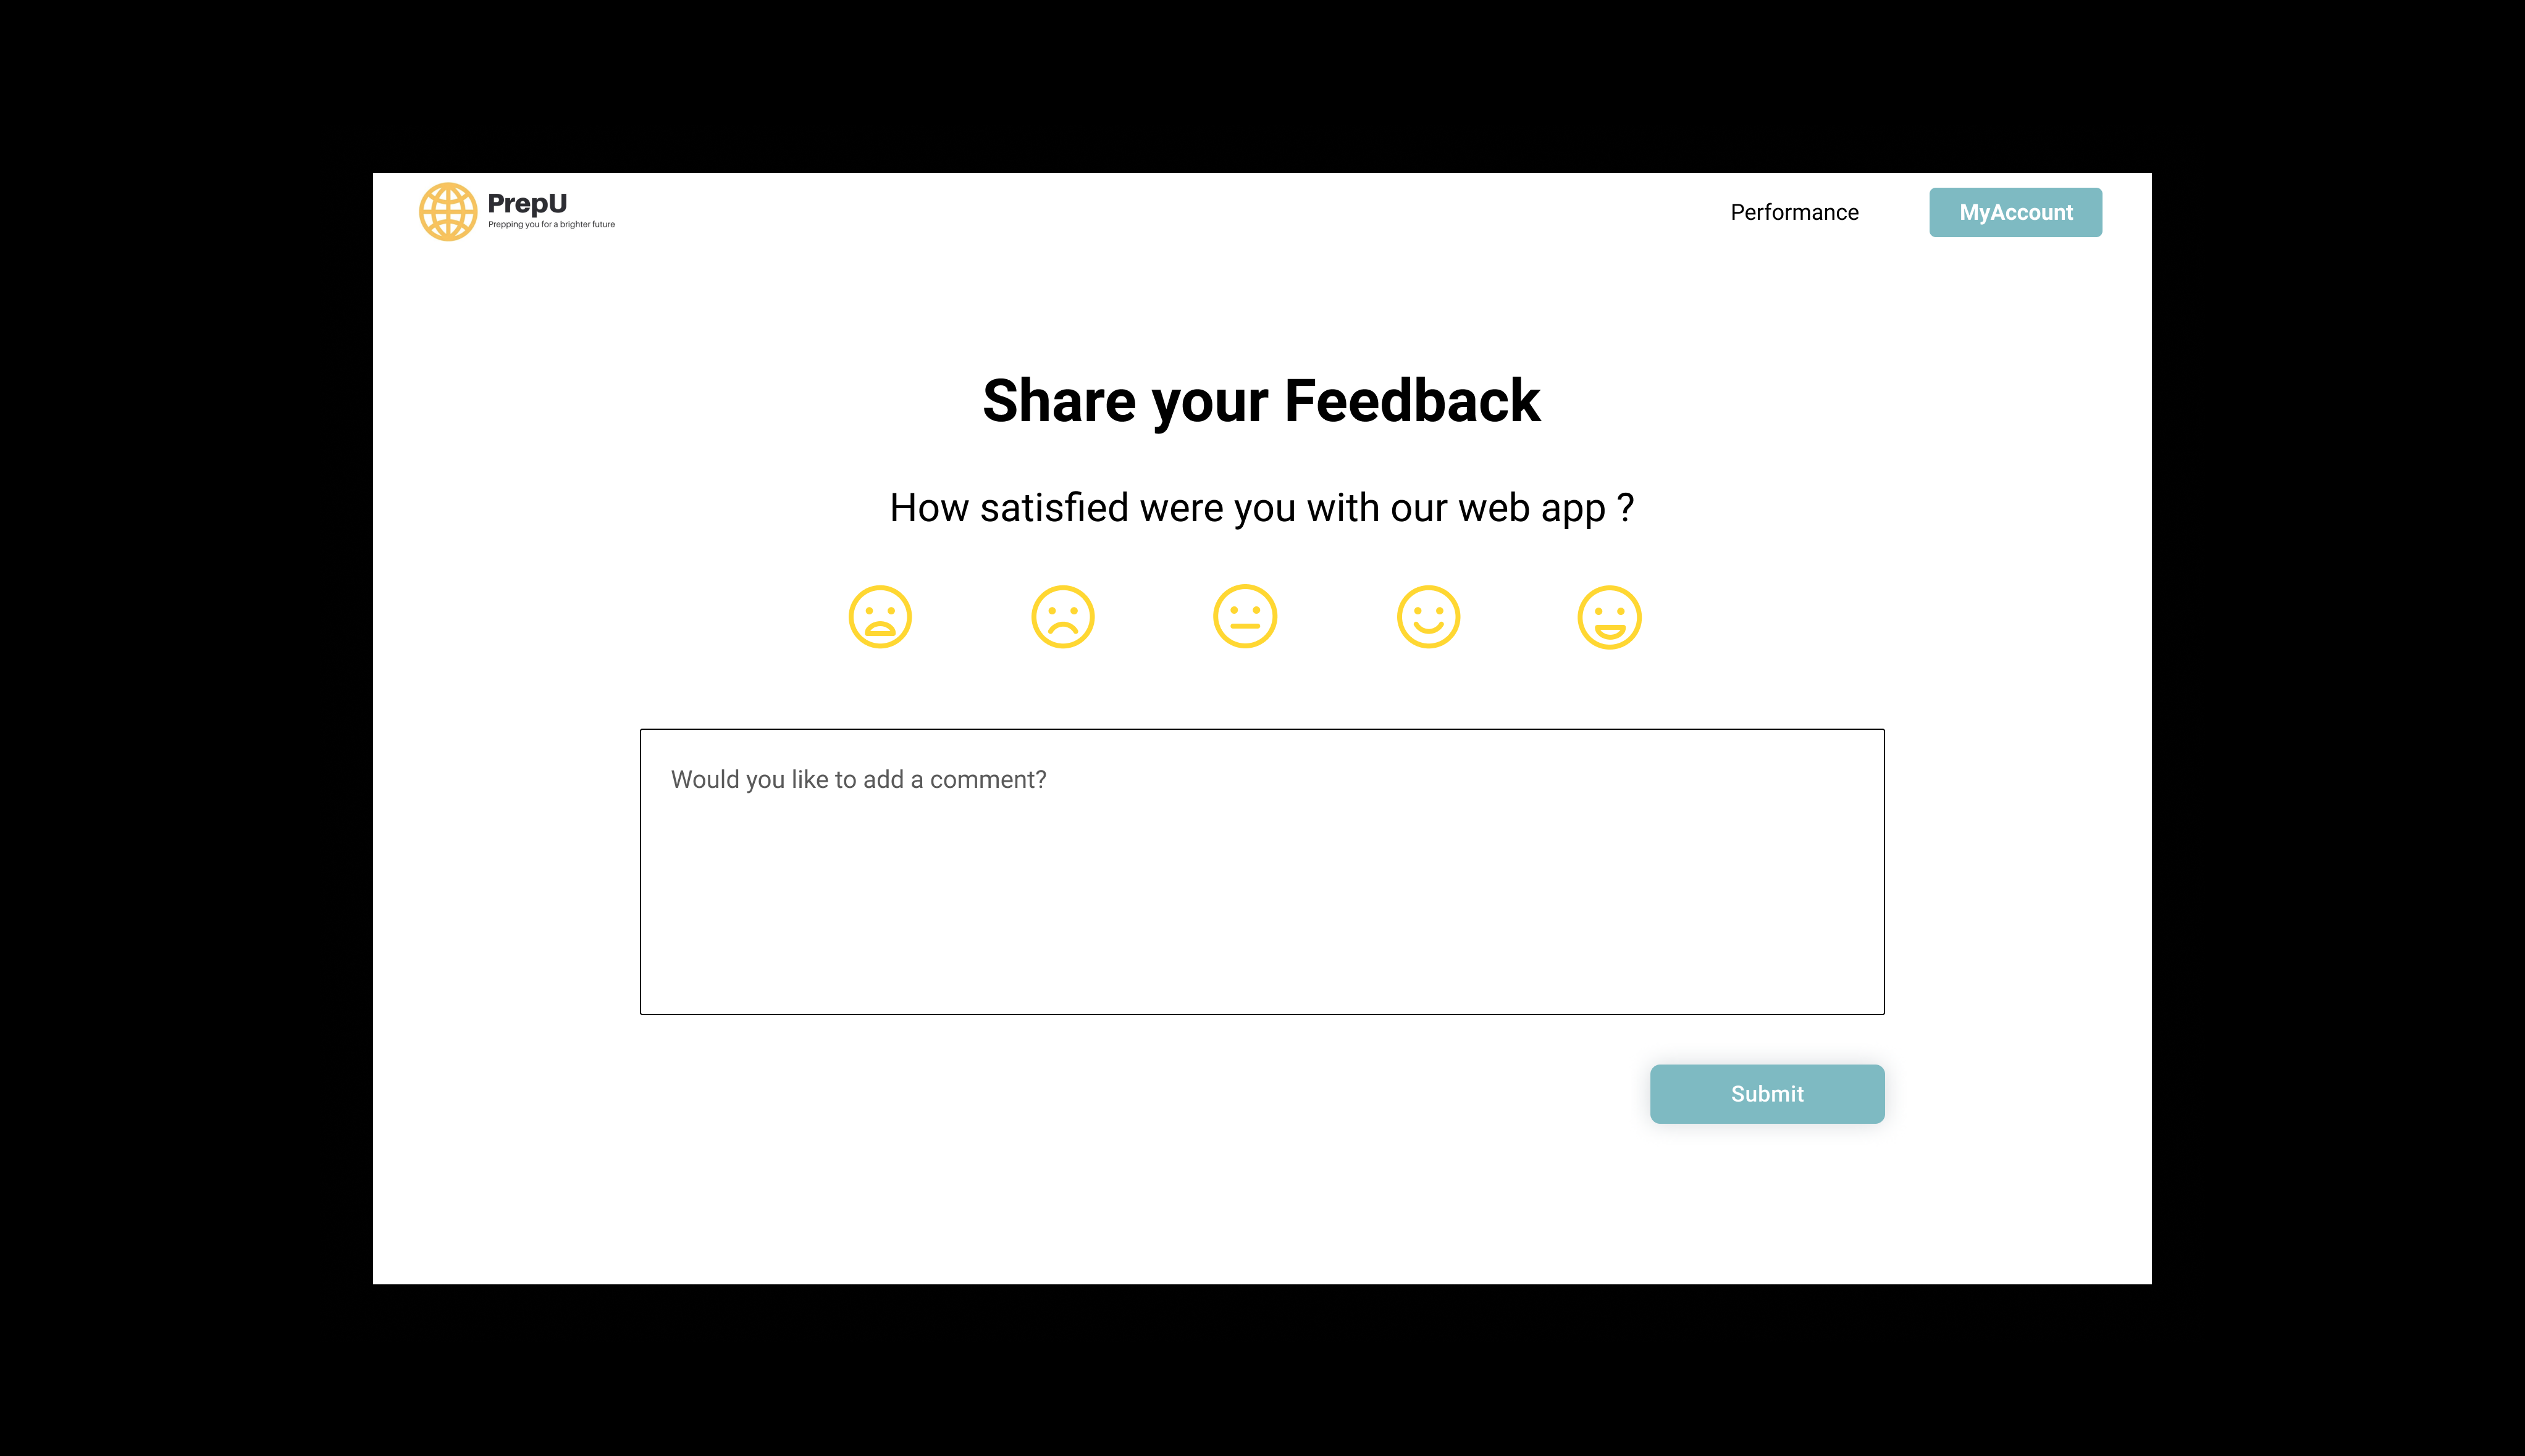 PrepU
Prepping you for a brighter future
Performance
MyAccount
Share your Feedback
How satisfied were you with our web app ?
Would you like to add a comment?
Submit